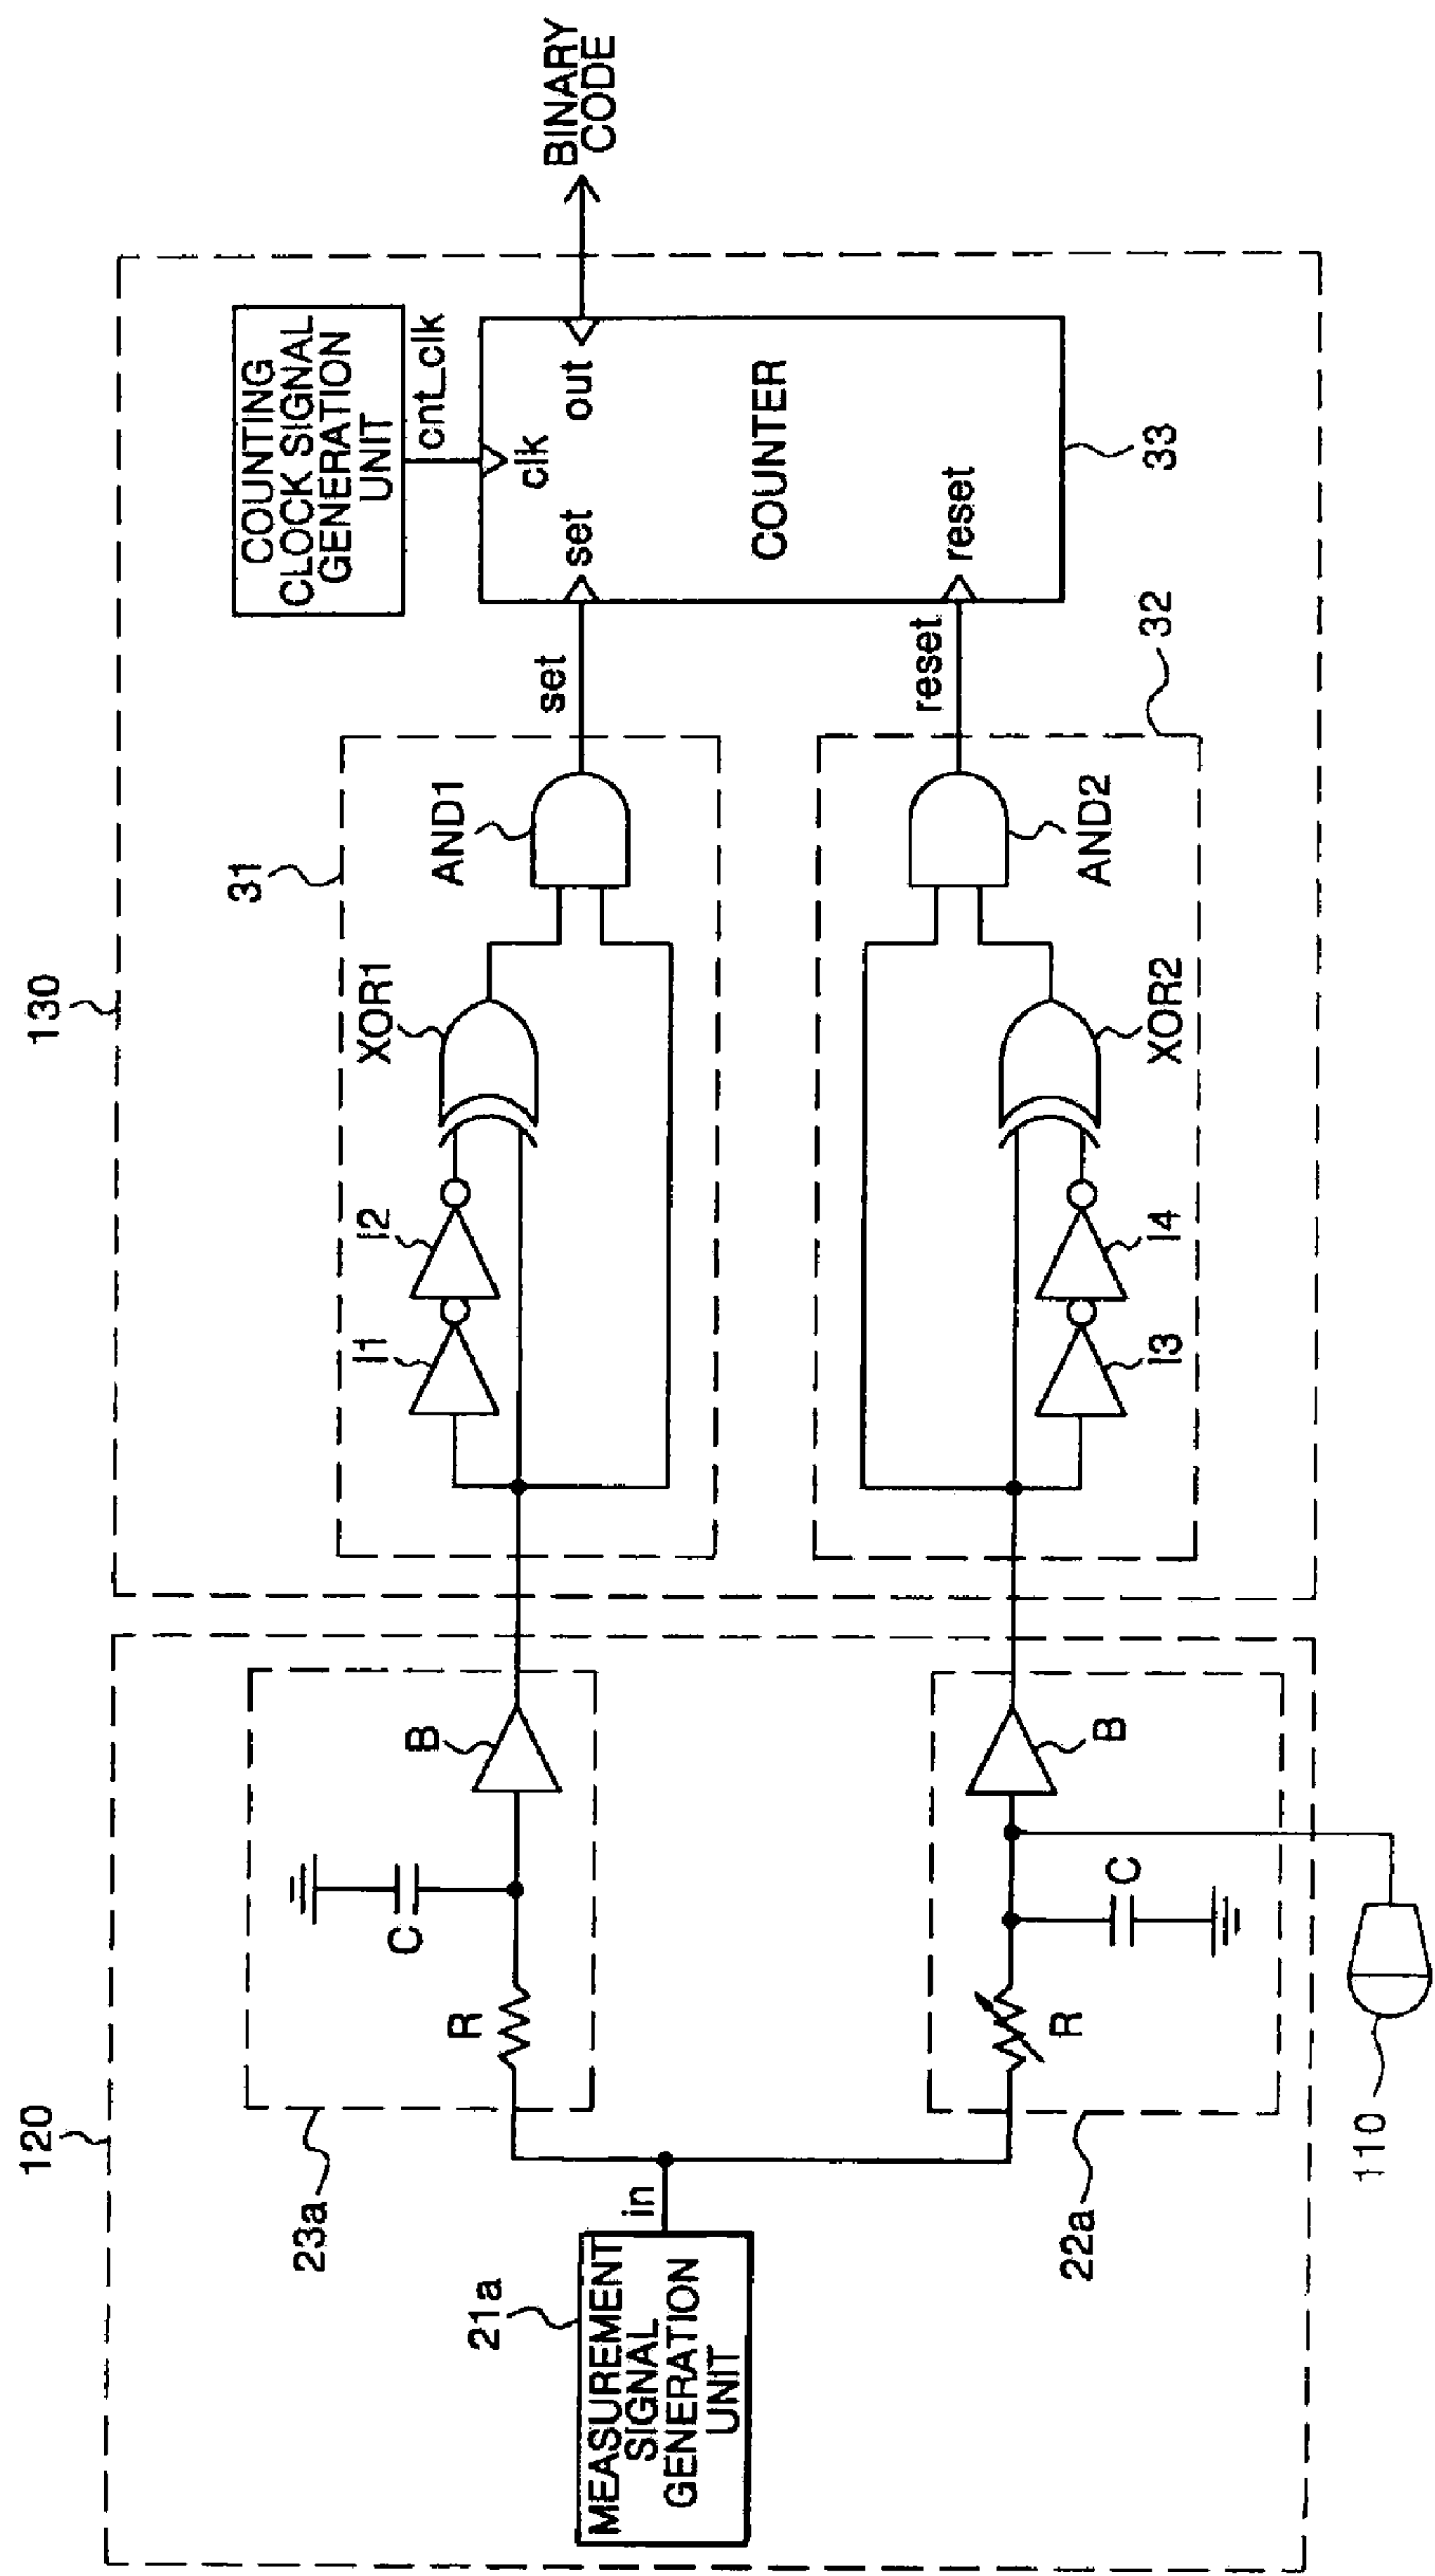 120
130
23a
R
C
B
21a
MEASUREMENT
SIGNAL
GENERATION
UNIT
in
22a
R
C
B
110
31
I1
I2
XOR1
AND1
set
32
I3
I4
XOR2
AND2
reset
COUNTING
CLOCK SIGNAL
GENERATION
UNIT
cnt_clk
clk
set
out
COUNTER
reset
33
BINARY
CODE